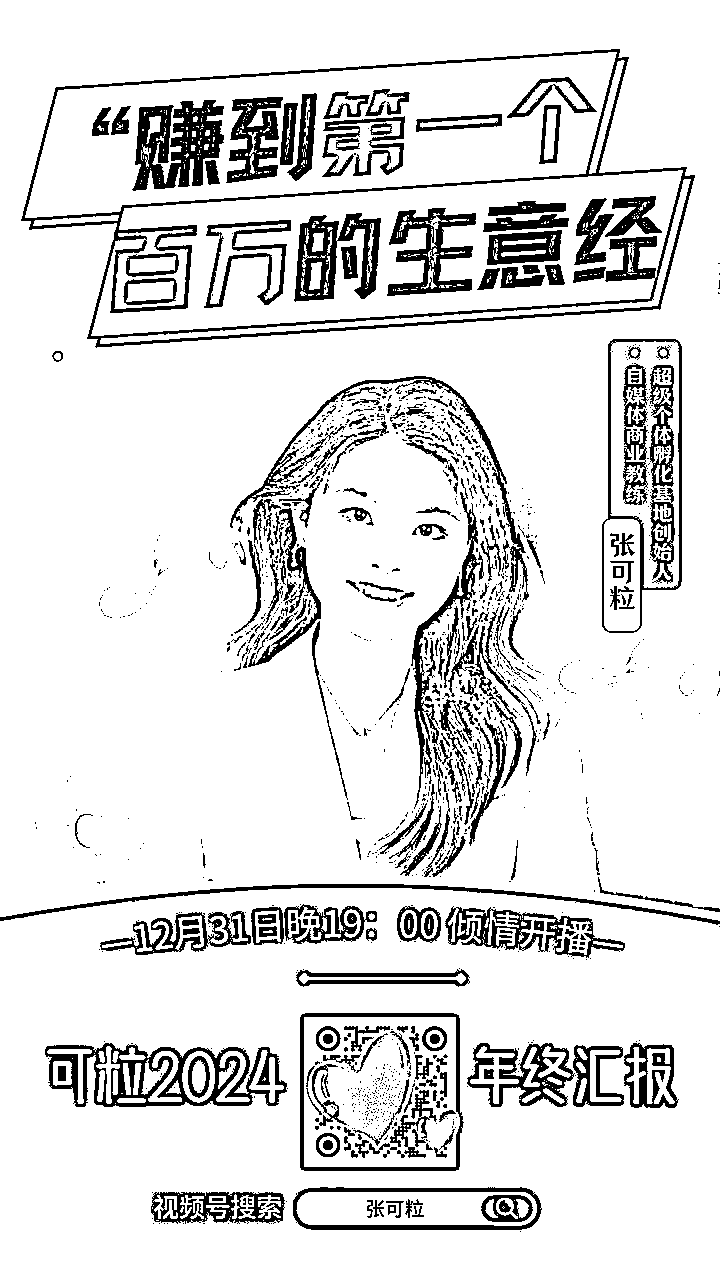 “赚到第一个
百万的生意经
超级个体孵化基地创始人
自媒体商业教练
张可粒
12月31日晚19：00 倾情开播
可粒2024 年终汇报
视频号搜索 张可粒